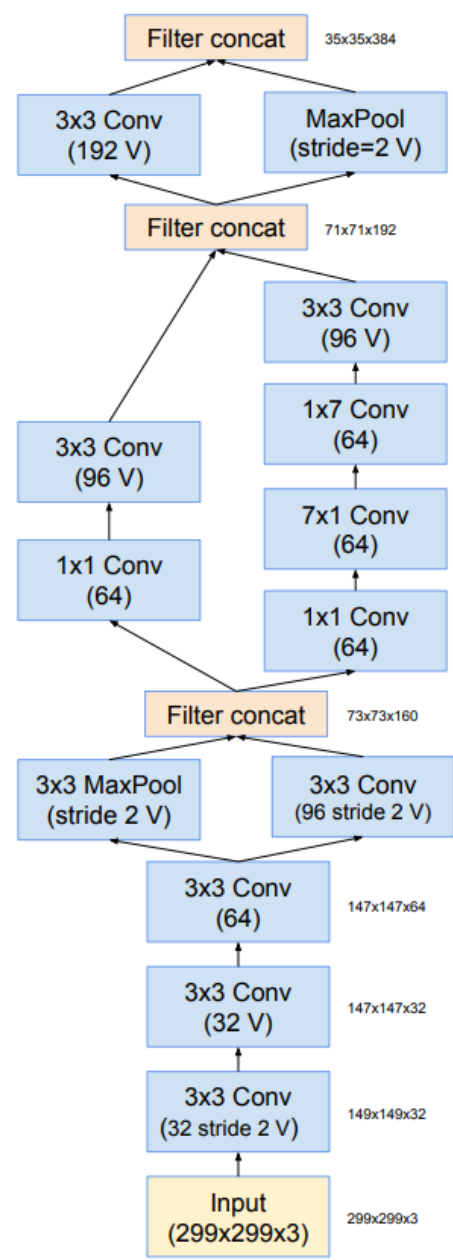 Filter concat
35x35x384
3x3 Conv
(192 V)
MaxPool
(stride=2 V)
Filter concat
71x71x192
3x3 Conv
(96 V)
1x7 Conv
(64)
3x3 Conv
(96 V)
7x1 Conv
(64)
1x1 Conv
(64)
1x1 Conv
(64)
Filter concat
73x73x160
3x3 MaxPool
(stride 2 V)
3x3 Conv
(96 stride 2 V)
3x3 Conv
(64)
147x147x64
3x3 Conv
(32 V)
147x147x32
3x3 Conv
(32 stride 2 V)
149x149x32
Input
(299x299x3)
299x299x3